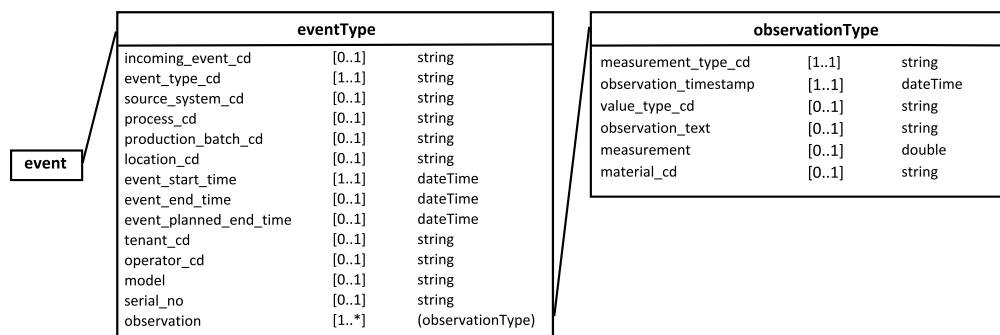 event
eventType
incoming_event_cd [0..1] string
event_type_cd [1..1] string
source_system_cd [0..1] string
process_cd [0..1] string
production_batch_cd [0..1] string
location_cd [0..1] string
event_start_time [1..1] dateTime
event_end_time [0..1] dateTime
event_planned_end_time [0..1] dateTime
tenant_cd [0..1] string
operator_cd [0..1] string
model [0..1] string
serial_no [0..1] string
observation [1..*] (observationType)
observationType
measurement_type_cd [1..1] string
observation_timestamp [1..1] dateTime
value_type_cd [0..1] string
observation_text [0..1] string
measurement [0..1] double
material_cd [0..1] string